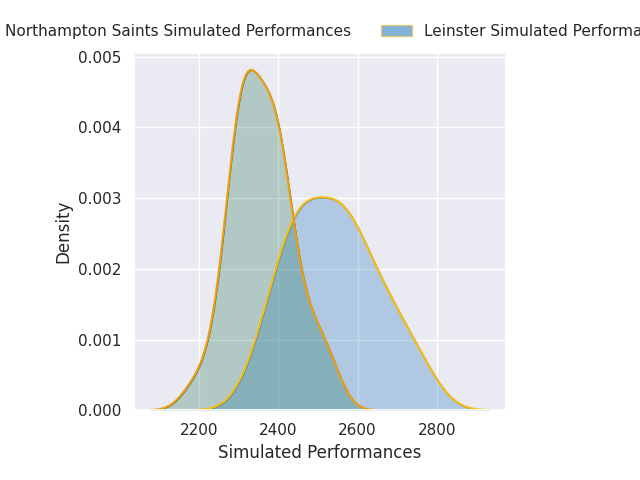 Northampton Saints Simulated Performances
Leinster Simulated Performa
0.005
0.004
0.003
0.002
0.001
0.000
Density
2200 2400 2600 2800
Simulated Performances